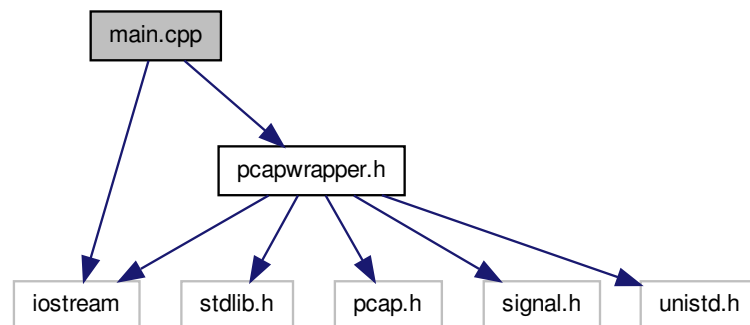 main.cpp
pcapwrapper.h
iostream
stdlib.h
pcap.h
signal.h
unistd.h